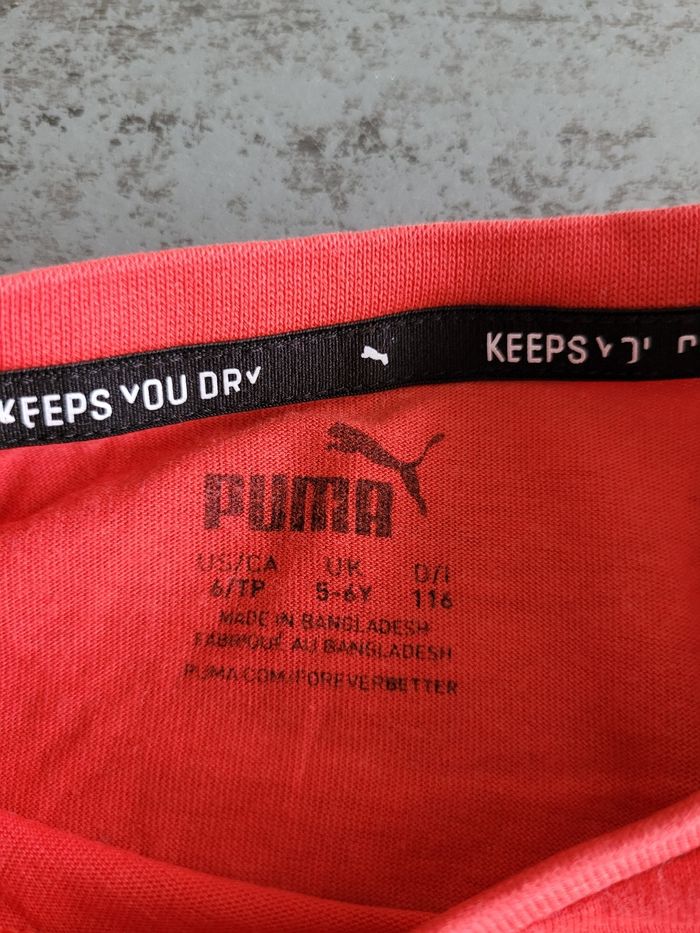 KEEPS YOU DRY
KEEPS
PUMA
US/CA UK D/I
6/TP 5-6Y 116
MADE IN BANGLADESH
FABRIQUÉ AU BANGLADESH
PUMA.COM/FOREVERBETTER